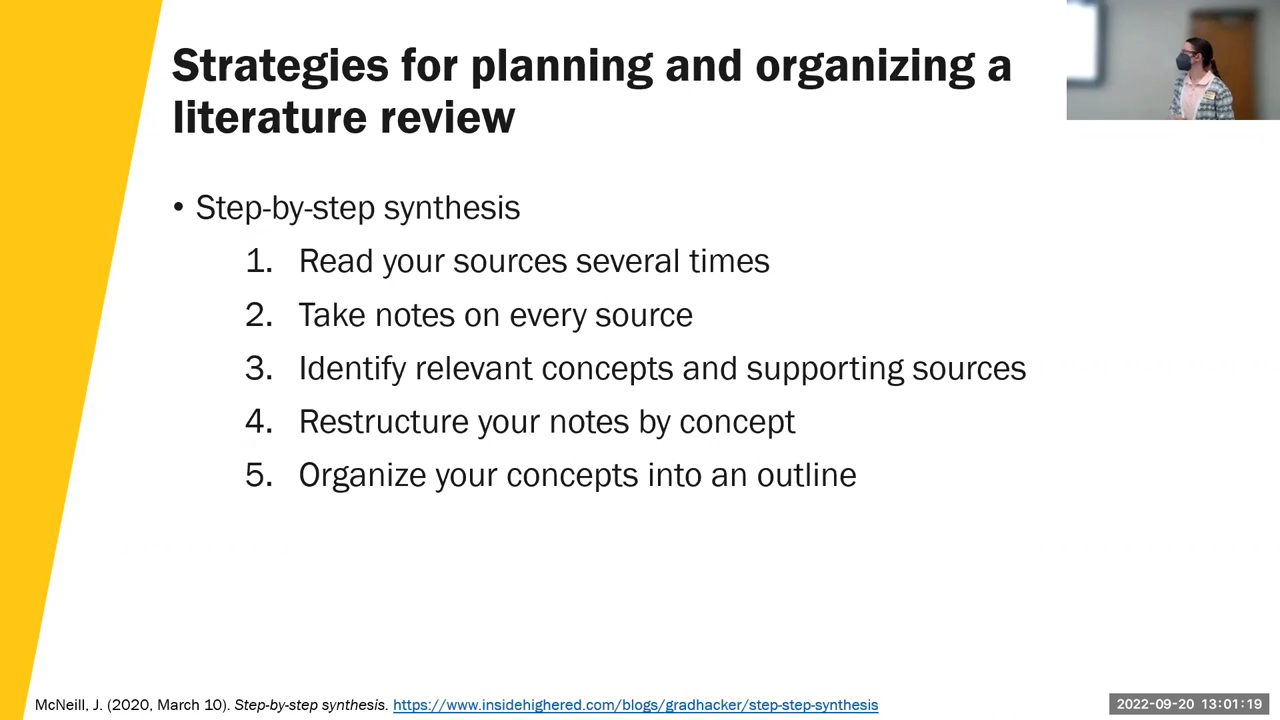 Strategies for planning and organizing a
literature review
• Step-by-step synthesis
1. Read your sources several times
2. Take notes on every source
3. Identify relevant concepts and supporting sources
4. Restructure your notes by concept
5. Organize your concepts into an outline
McNeill, J. (2020, March 10). Step-by-step synthesis. https://www.insidehighered.com/blogs/gradhacker/step-step-synthesis
2022-09-20 13:01:19